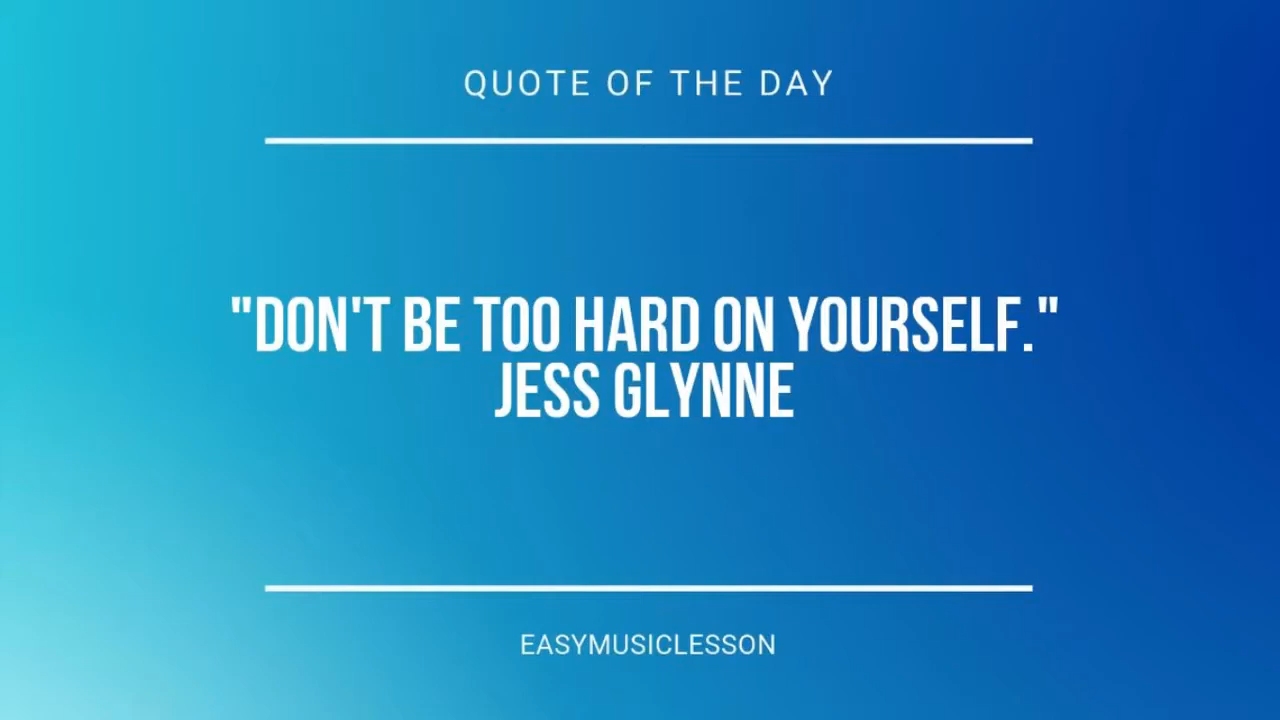 QUOTE OF THE DAY
"DON'T BE TOO HARD ON YOURSELF."
JESS GLYNNE
EASYMUSICLESSON